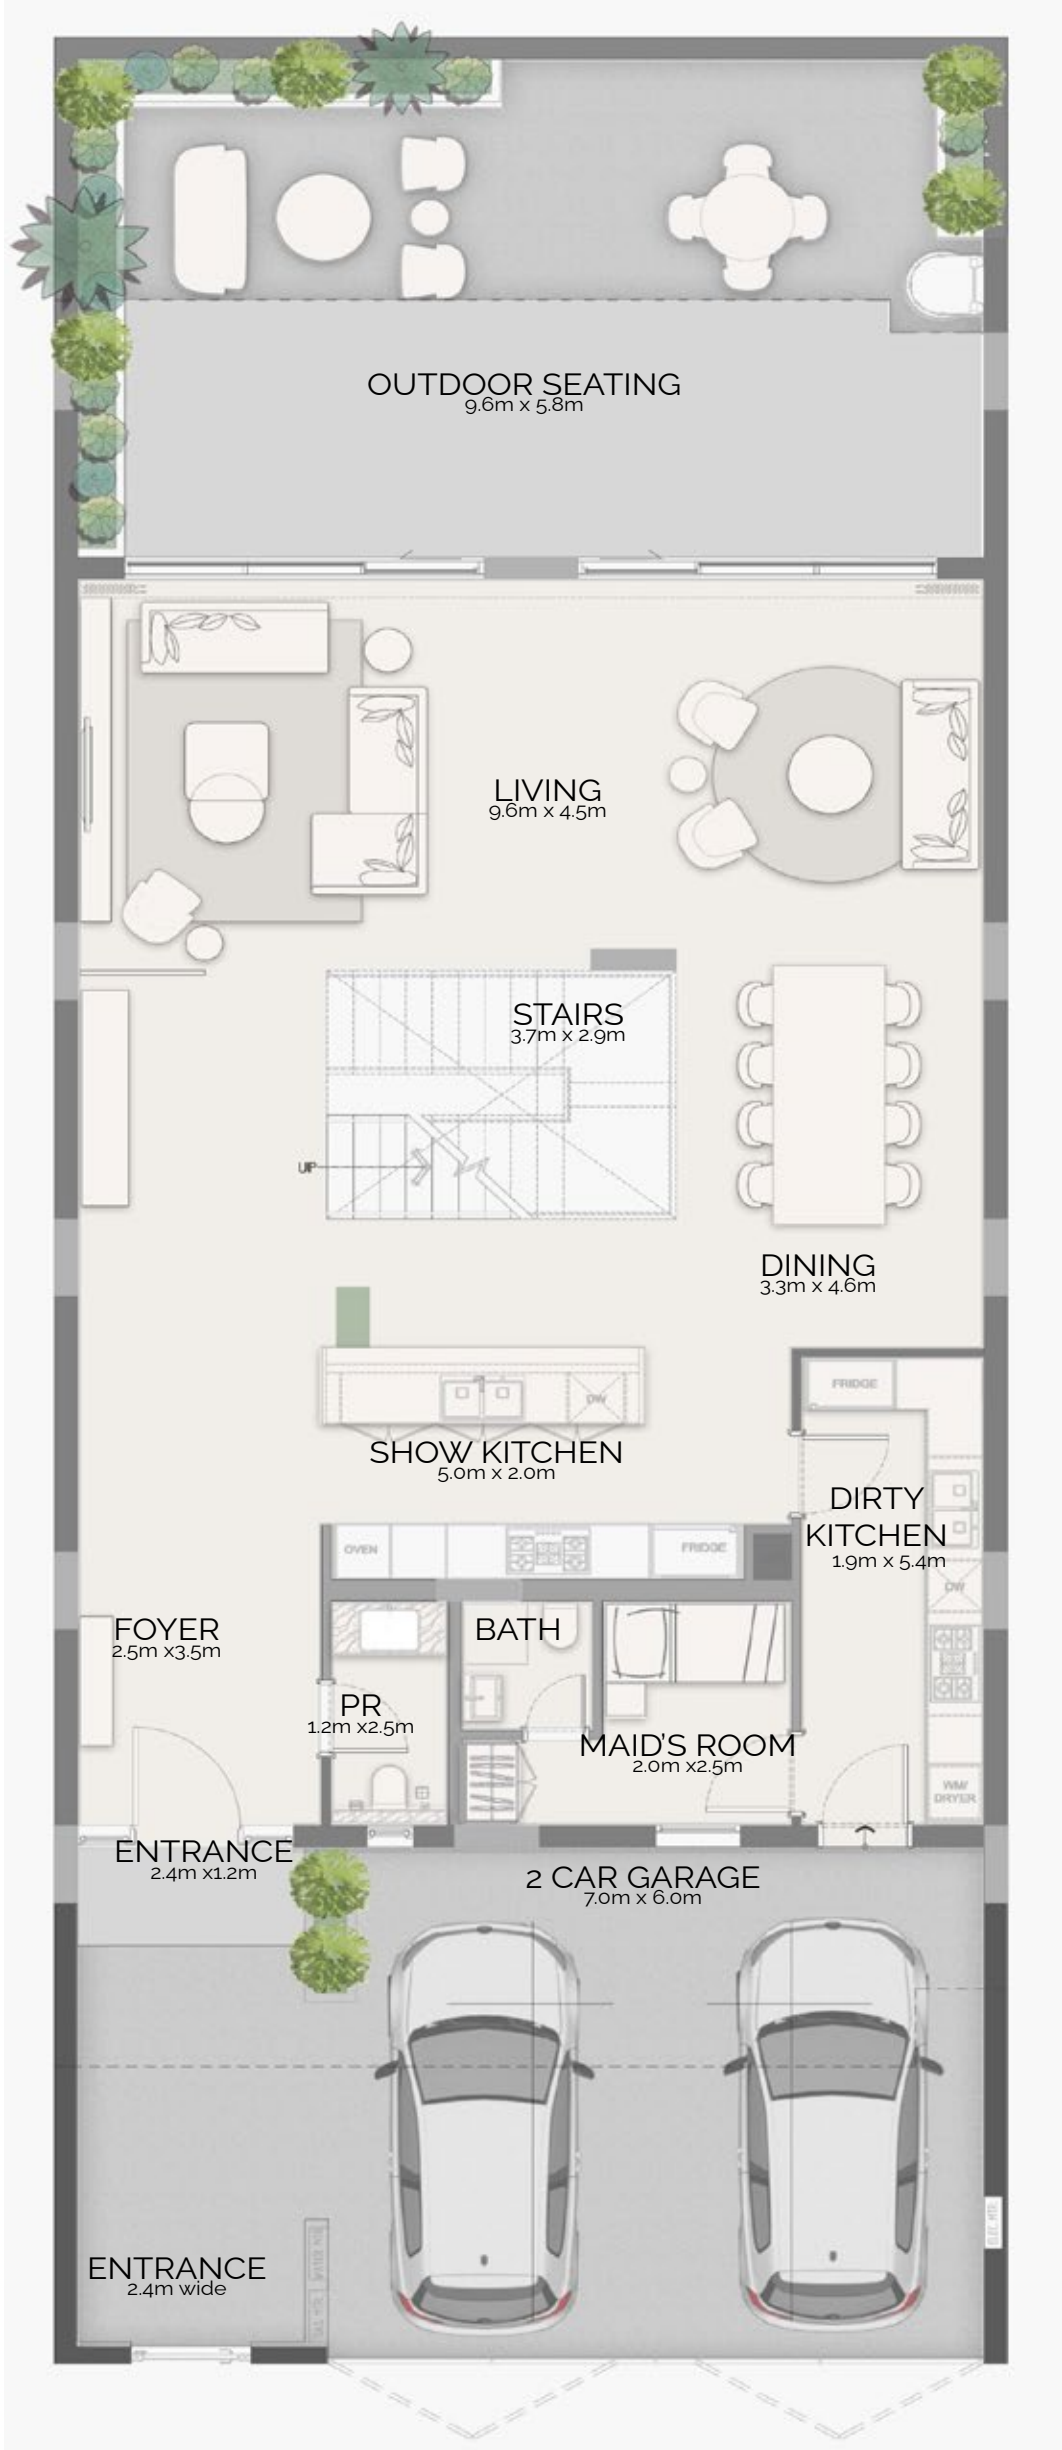 OUTDOOR SEATING
9.6m x 5.8m
LIVING
9.6m x 4.5m
STAIRS
3.7m x 2.9m
UP
DINING
3.3m x 4.6m
FRIDGE
DW
SHOW KITCHEN
5.0m x 2.0m
DIRTY
KITCHEN
1.9m x 5.4m
OVEN
FRIDGE
DW
FOYER
2.5m x3.5m
BATH
PR
1.2m x2.5m
MAID'S ROOM
2.0m x2.5m
WM/
DRYER
ENTRANCE
2.4m x1.2m
2 CAR GARAGE
7.0m x 6.0m
ELEC.MTR.
ENTRANCE
2.4m wide